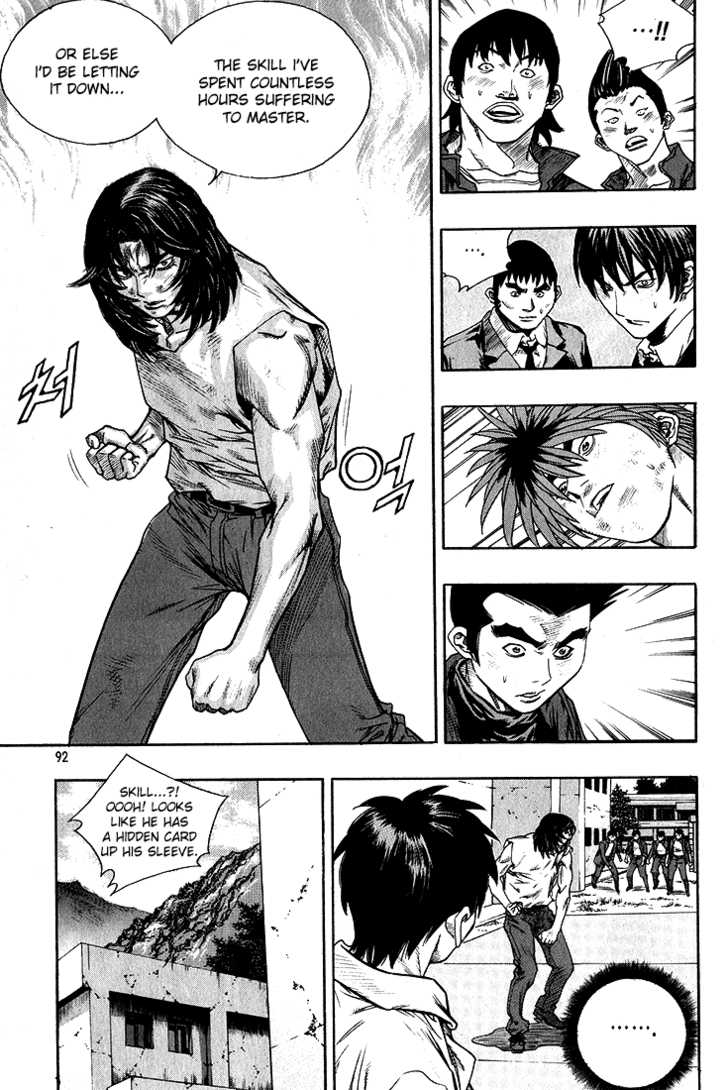 OR ELSE
I'D BE LETTING
IT DOWN...
THE SKILL I'VE
SPENT COUNTLESS
HOURS SUFFERING
TO MASTER.
처
억
...!!
....
92
SKILL...?!
OOOH! LOOKS
LIKE HE HAS
A HIDDEN CARD
UP HIS SLEEVE.
.......